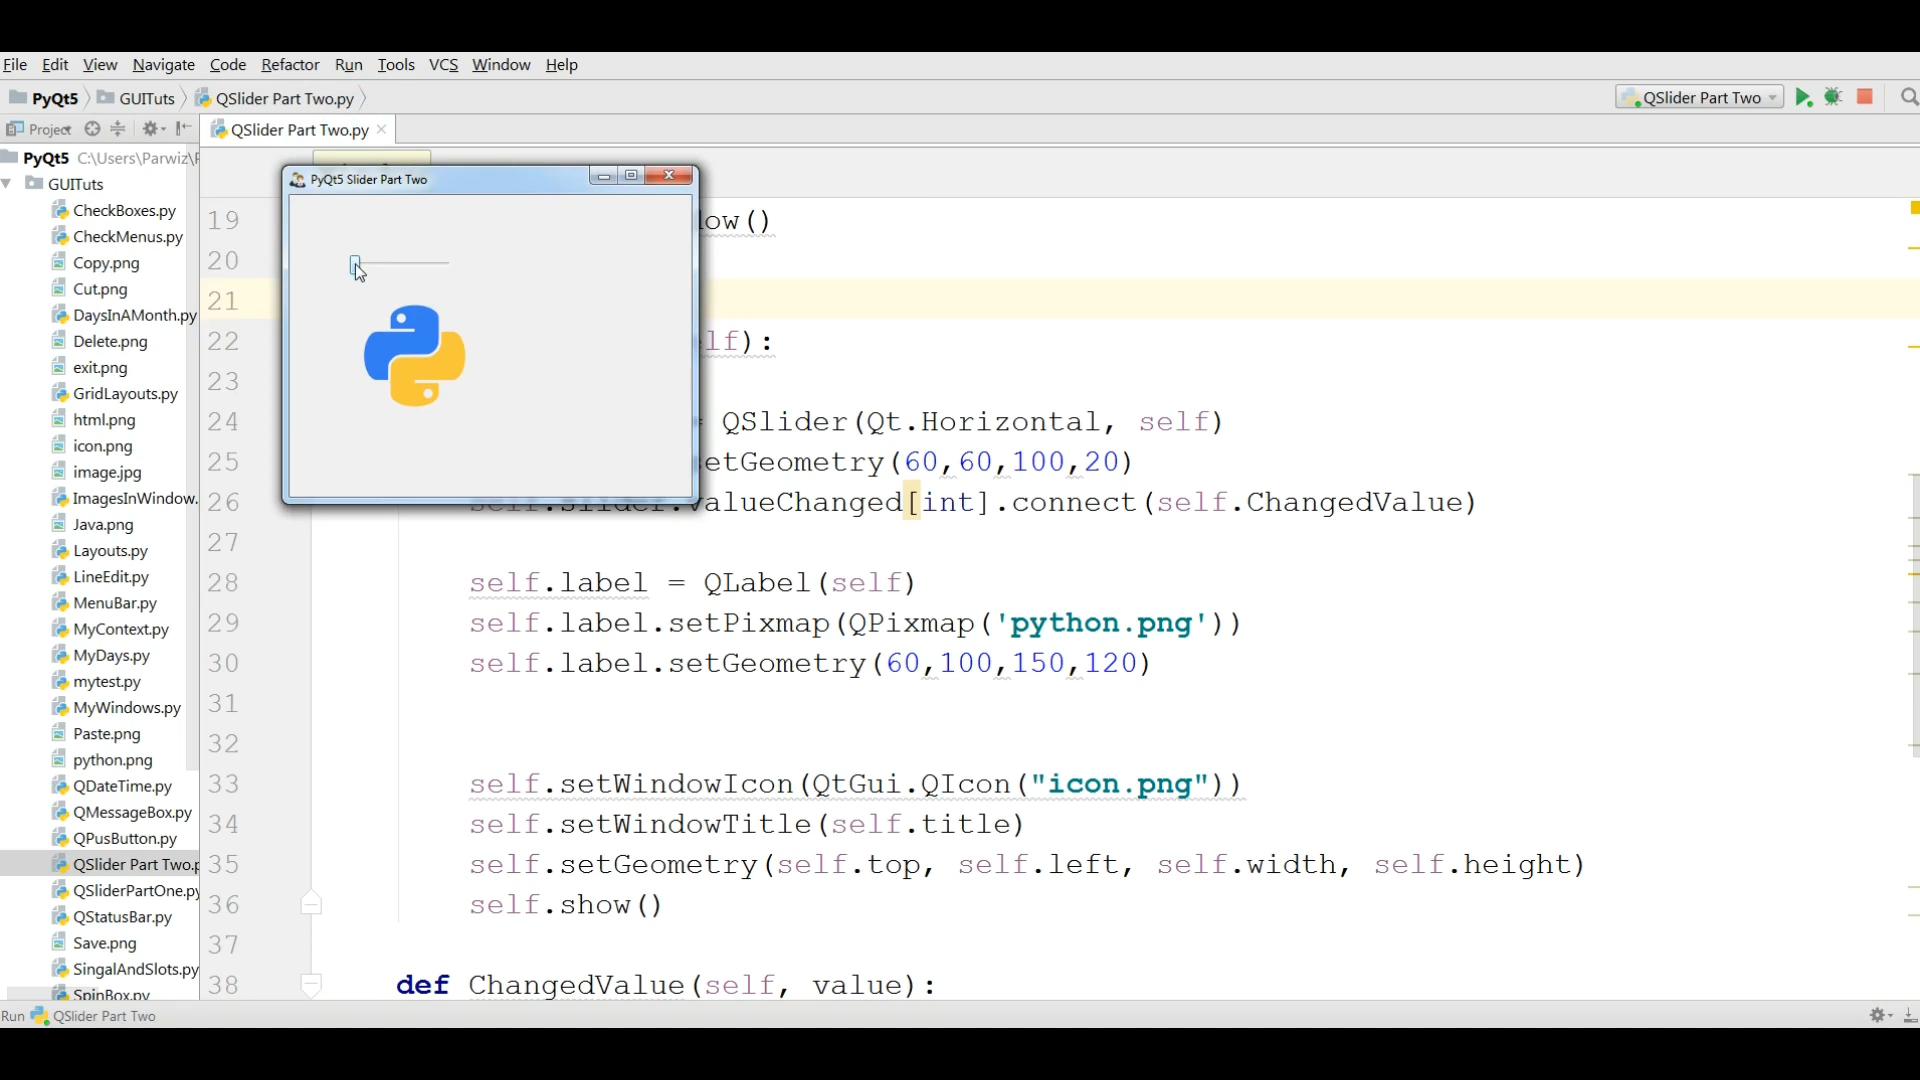 File Edit View Navigate Code Refactor Run Tools VCS Window Help
PyQt5 GUITuts QSlider Part Two.py QSlider Part Two
Project QSlider Part Two.py
PyQt5 C:\Users\Parwiz\
GUITuts
CheckBoxes.py
CheckMenus.py
Copy.png
Cut.png
DaysInAMonth.py
Delete.png
exit.png
GridLayouts.py
html.png
icon.png
image.jpg
ImagesInWindow.
Java.png
Layouts.py
LineEdit.py
MenuBar.py
MyContext.py
MyDays.py
mytest.py
MyWindows.py
Paste.png
python.png
QDateTime.py
QMessageBox.py
QPusButton.py
QSlider Part Two.p
QSliderPartOne.py
QStatusBar.py
Save.png
SingalAndSlots.py
SpinBox.py
PyQt5 Slider Part Two
19 low()
20
21
22 lf):
23
24 = QSlider(Qt.Horizontal, self)
25 setGeometry(60,60,100,20)
26 self.slider.valueChanged[int].connect(self.ChangedValue)
27
28 self.label = QLabel(self)
29 self.label.setPixmap(QPixmap('python.png'))
30 self.label.setGeometry(60,100,150,120)
31
32
33 self.setWindowIcon(QtGui.QIcon("icon.png"))
34 self.setWindowTitle(self.title)
35 self.setGeometry(self.top, self.left, self.width, self.height)
36 self.show()
37
38 def ChangedValue(self, value):
Run QSlider Part Two